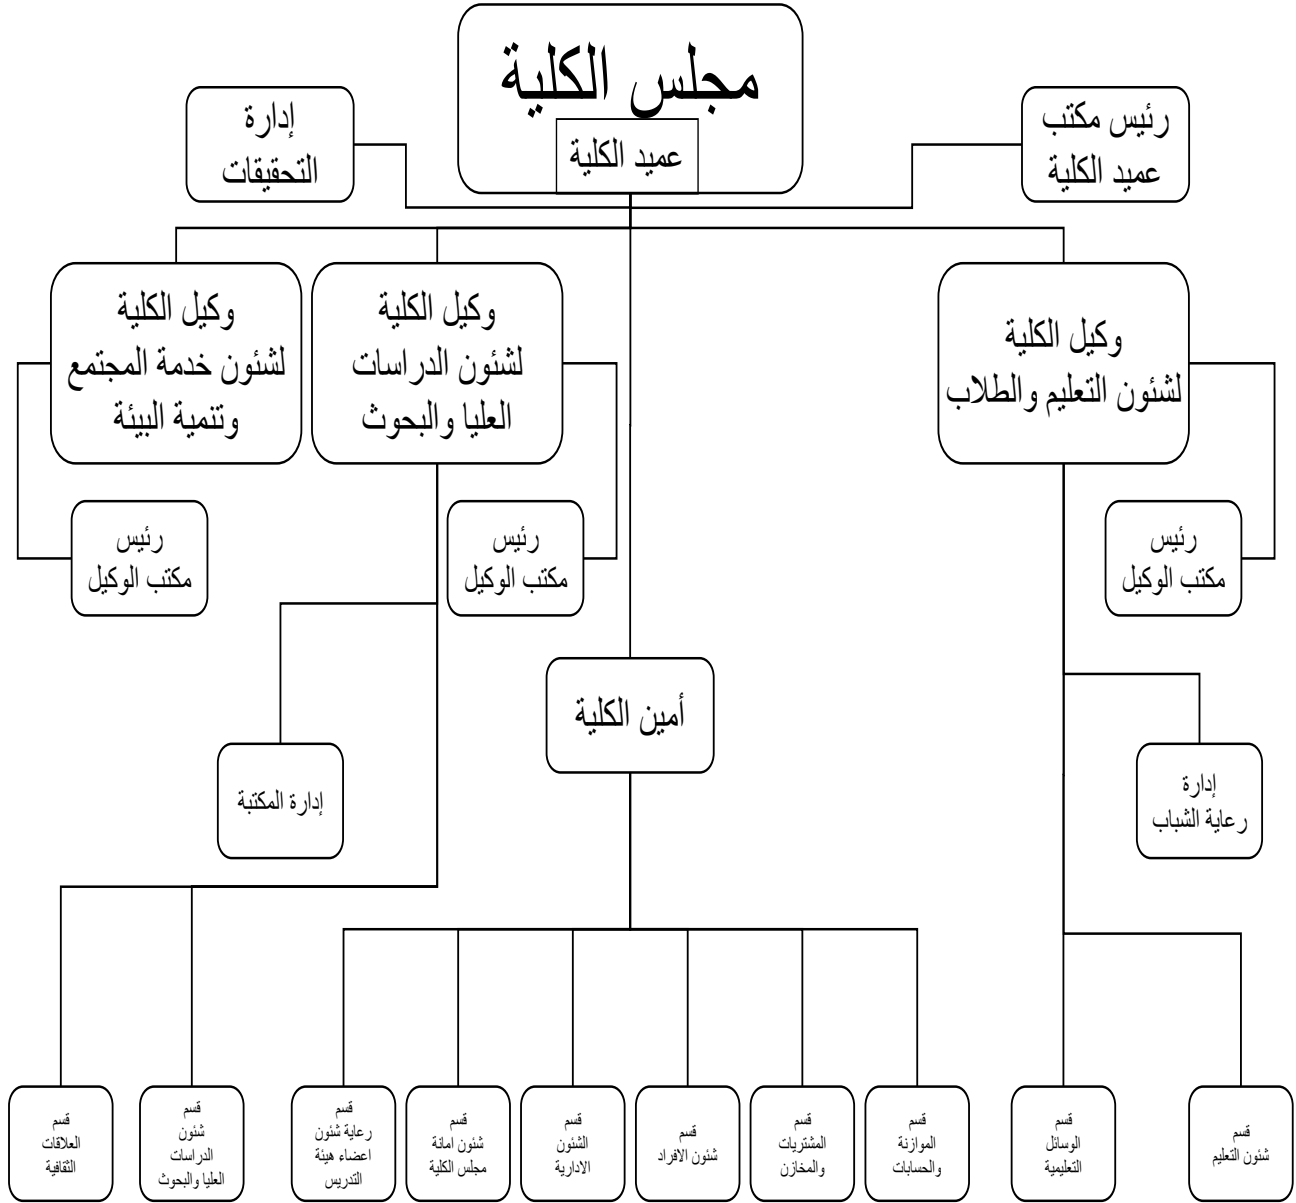 مجلس الكلية
عميد الكلية
رئيس مكتب
عميد الكلية
إدارة
التحقيقات
وكيل الكلية
لشئون التعليم والطلاب
وكيل الكلية
لشئون الدراسات
العليا والبحوث
وكيل الكلية
لشئون خدمة المجتمع
وتنمية البيئة
رئيس
مكتب الوكيل
رئيس
مكتب الوكيل
رئيس
مكتب الوكيل
أمين الكلية
إدارة
رعاية الشباب
إدارة المكتبة
قسم
شئون التعليم
قسم
الوسائل
التعليمية
قسم
الموازنة
والحسابات
قسم
المشتريات
والمخازن
قسم
شئون الافراد
قسم
الشئون
الادارية
قسم
شئون امانة
مجلس الكلية
قسم
رعاية شئون
اعضاء هيئة
التدريس
قسم
شئون
الدراسات
العليا والبحوث
قسم
العلاقات
الثقافية